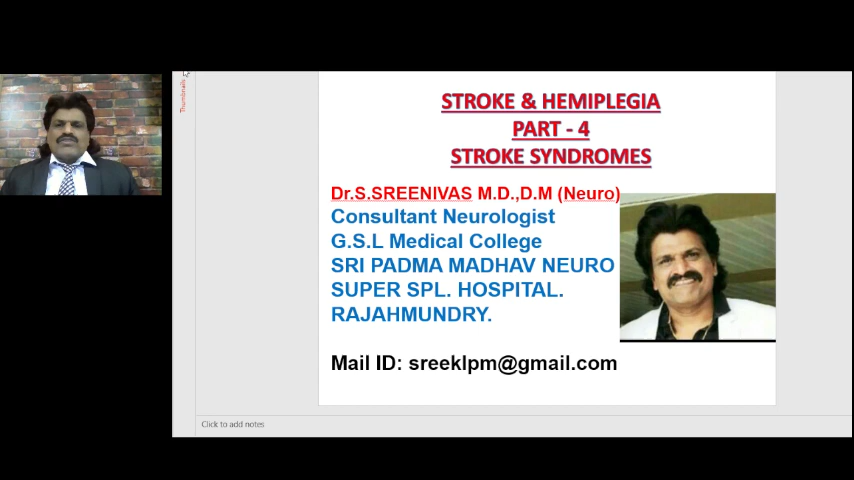 Thumbnails
STROKE & HEMIPLEGIA
PART - 4
STROKE SYNDROMES
Dr.S.SREENIVAS M.D.,D.M (Neuro)
Consultant Neurologist
G.S.L Medical College
SRI PADMA MADHAV NEURO
SUPER SPL. HOSPITAL.
RAJAHMUNDRY.
Mail ID: sreeklpm@gmail.com
Click to add notes